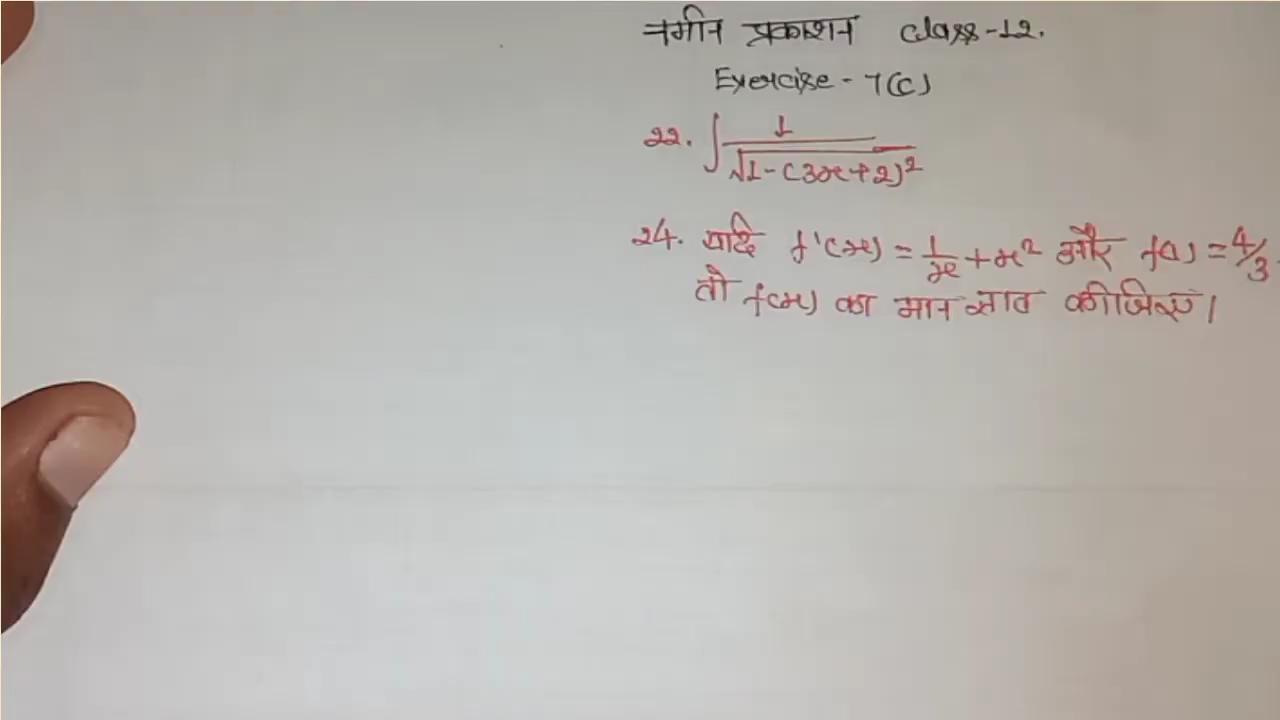 नमीन प्रकाशन class-12.
Exercise - 7(C)
22. ∫ 1/√1-(3x+2)²
24. यदि f'(x) = 1/x + x² और f(1) = 4/3
तो f(x) का मान ज्ञात कीजिए।